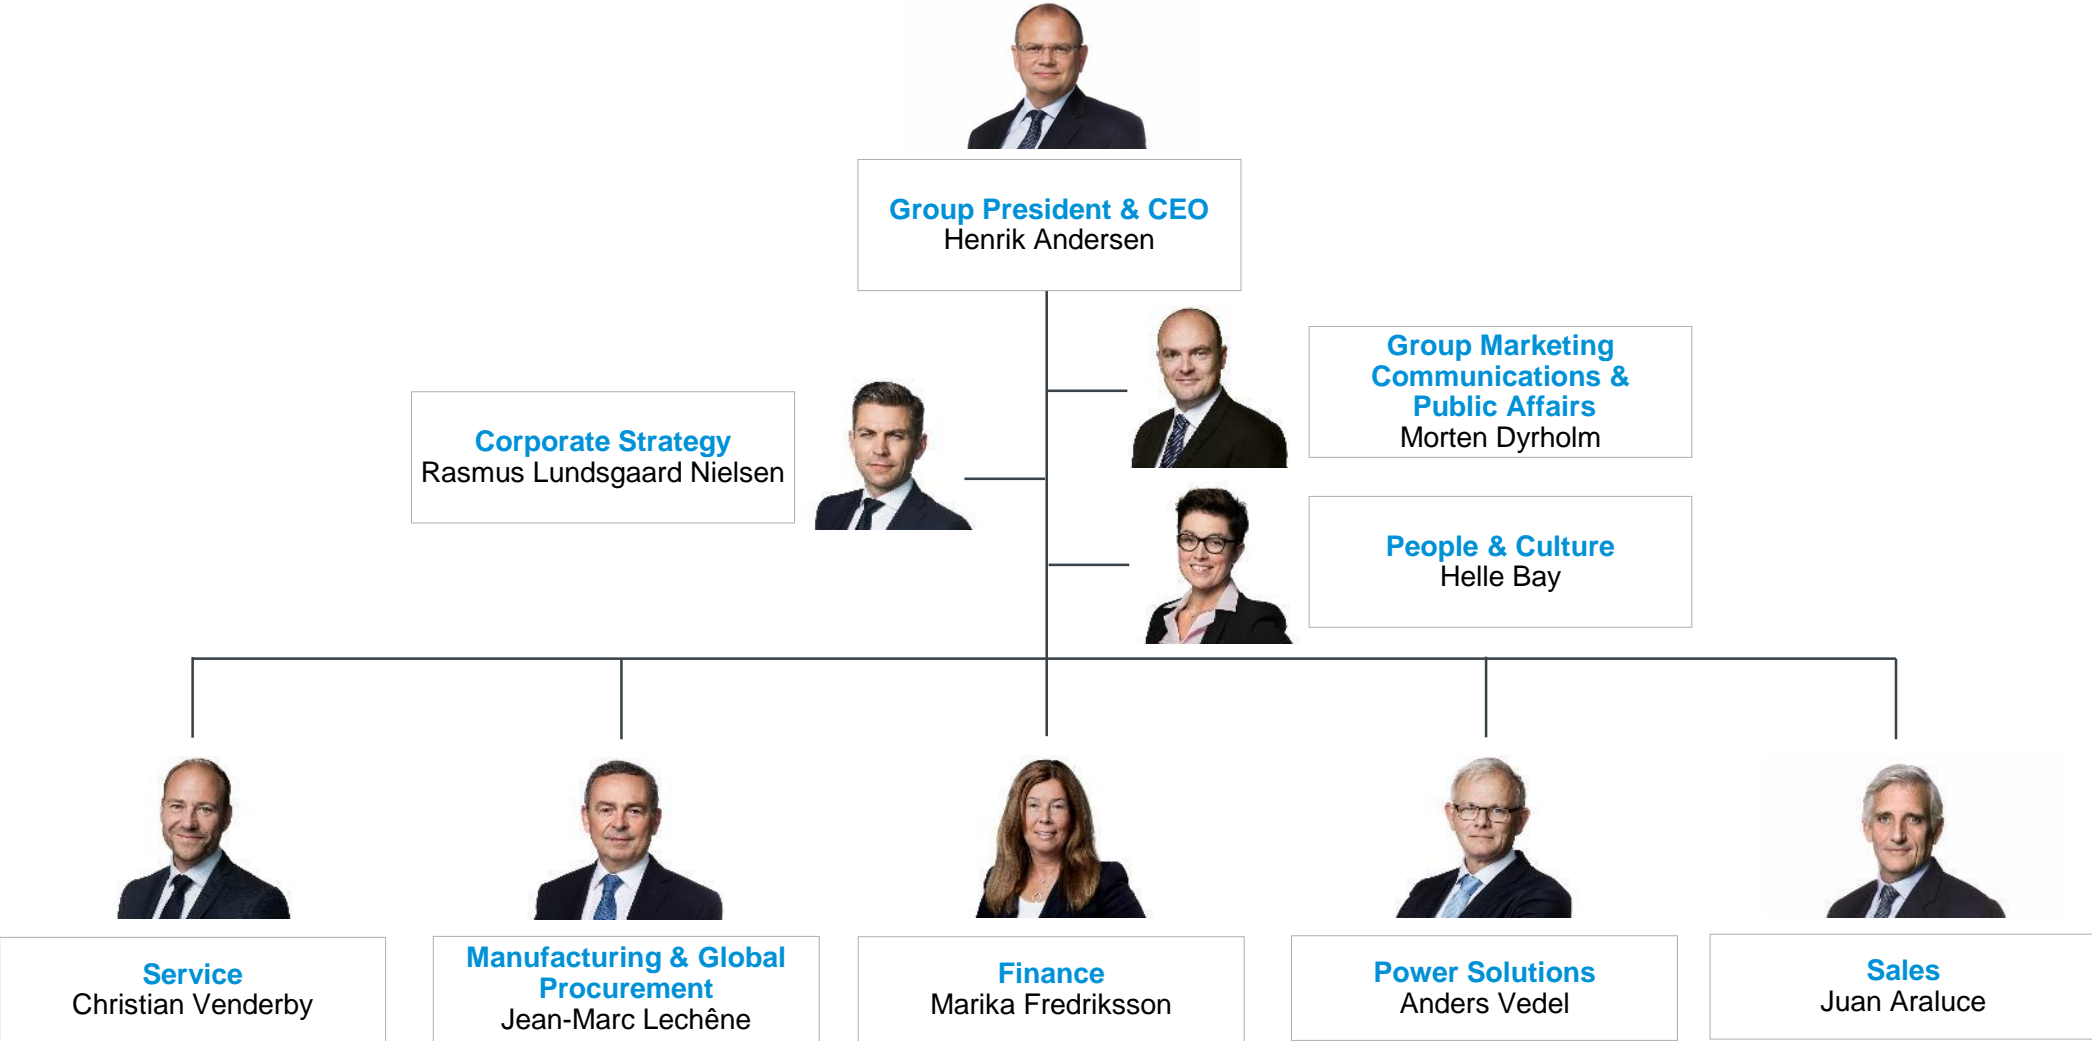 Group President & CEO
Henrik Andersen
Group Marketing
Communications &
Public Affairs
Morten Dyrholm
Corporate Strategy
Rasmus Lundsgaard Nielsen
People & Culture
Helle Bay
Service
Christian Venderby
Manufacturing & Global
Procurement
Jean-Marc Lechêne
Finance
Marika Fredriksson
Power Solutions
Anders Vedel
Sales
Juan Araluce